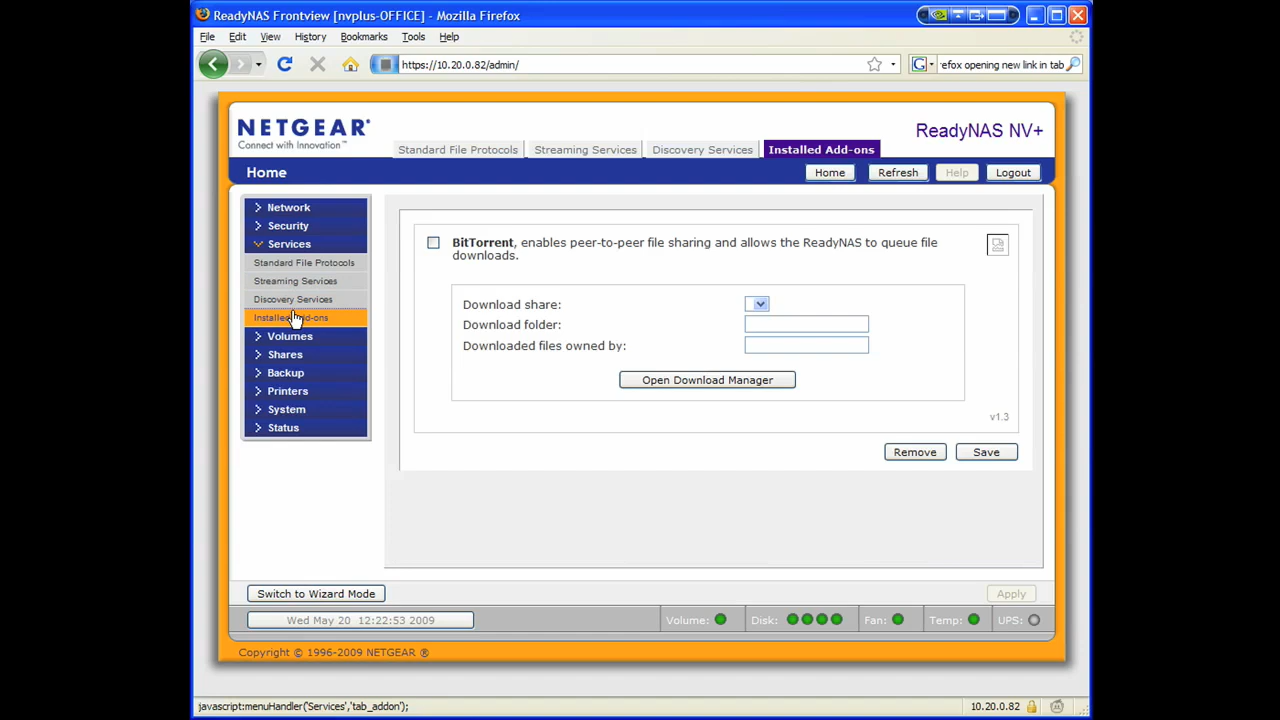 ReadyNAS Frontview [nvplus-OFFICE] - Mozilla Firefox
File Edit View History Bookmarks Tools Help
https://10.20.0.82/admin/
efox opening new link in tab
NETGEAR®
Connect with Innovation™
ReadyNAS NV+
Standard File Protocols Streaming Services Discovery Services Installed Add-ons
Home
Home Refresh Help Logout
Network
Security
Services
Standard File Protocols
Streaming Services
Discovery Services
Installed Add-ons
Volumes
Shares
Backup
Printers
System
Status
BitTorrent, enables peer-to-peer file sharing and allows the ReadyNAS to queue file
downloads.
Download share:
Download folder:
Downloaded files owned by:
Open Download Manager
v1.3
Remove Save
Switch to Wizard Mode
Apply
Wed May 20 12:22:53 2009
Volume: Disk: Fan: Temp: UPS:
Copyright © 1996-2009 NETGEAR ®
javascript:menuHandler('Services','tab_addon');
10.20.0.82